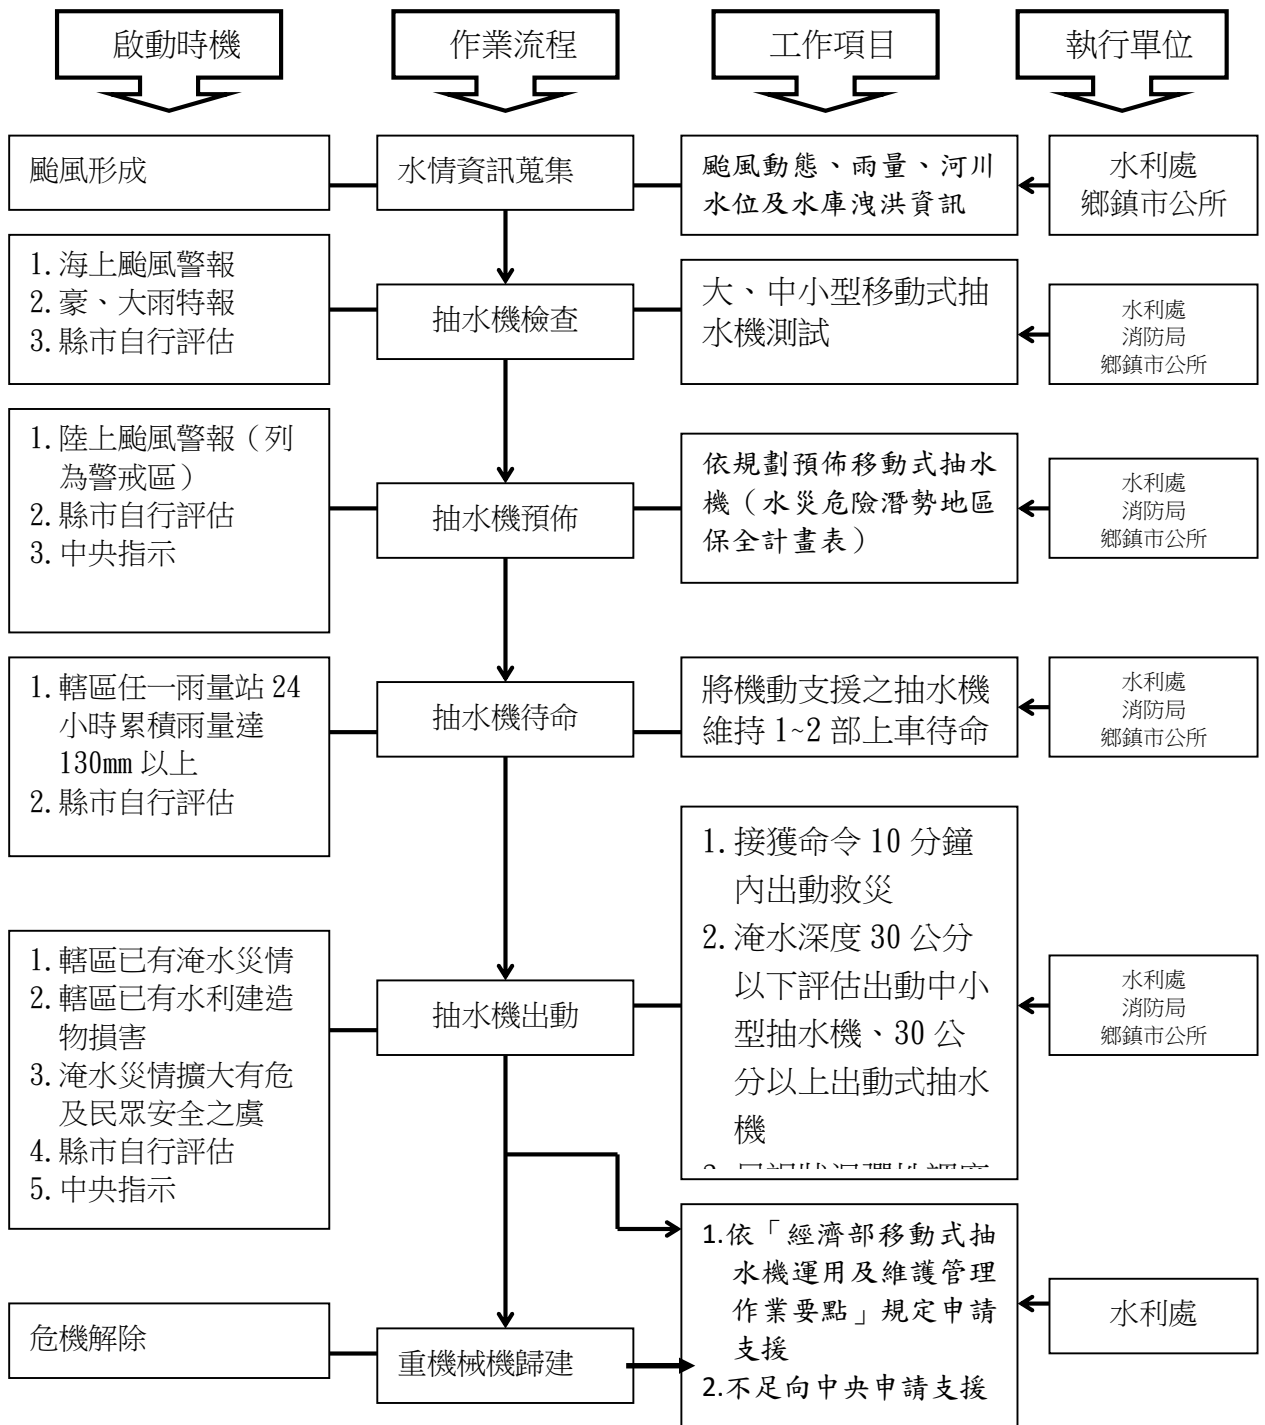 啟動時機
作業流程
工作項目
執行單位
颱風形成
水情資訊蒐集
颱風動態、雨量、河川
水位及水庫洩洪資訊
水利處
鄉鎮市公所
1. 海上颱風警報
2. 豪、大雨特報
3. 縣市自行評估
抽水機檢查
大、中小型移動式抽
水機測試
水利處
消防局
鄉鎮市公所
1. 陸上颱風警報（列
為警戒區）
2. 縣市自行評估
3. 中央指示
抽水機預佈
依規劃預佈移動式抽水
機（水災危險潛勢地區
保全計畫表）
水利處
消防局
鄉鎮市公所
1. 轄區任一雨量站 24
小時累積雨量達
130mm 以上
2. 縣市自行評估
抽水機待命
將機動支援之抽水機
維持 1~2 部上車待命
水利處
消防局
鄉鎮市公所
1. 轄區已有淹水災情
2. 轄區已有水利建造
物損害
3. 淹水災情擴大有危
及民眾安全之虞
4. 縣市自行評估
5. 中央指示
抽水機出動
1. 接獲命令 10 分鐘
內出動救災
2. 淹水深度 30 公分
以下評估出動中小
型抽水機、30 公
分以上出動式抽水
機
水利處
消防局
鄉鎮市公所
危機解除
重機械機歸建
1.依「經濟部移動式抽
水機運用及維護管理
作業要點」規定申請
支援
2.不足向中央申請支援
水利處